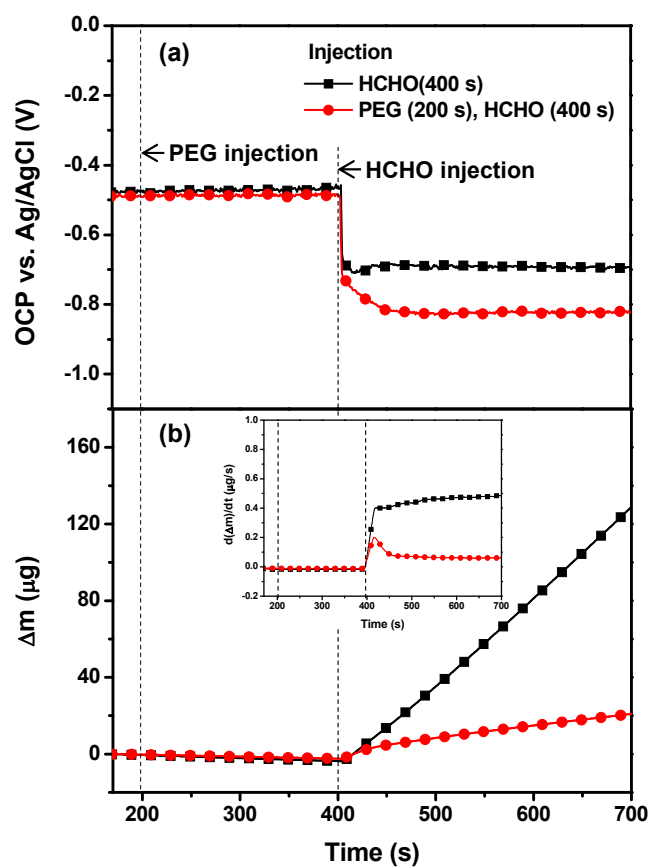 (a)
Injection
HCHO(400 s)
PEG (200 s), HCHO (400 s)
PEG injection
HCHO injection
OCP vs. Ag/AgCl (V)
0.0
-0.2
-0.4
-0.6
-0.8
-1.0
(b)
Δm (μg)
160
120
80
40
0
d(Δm)/dt (μg/s)
1.0
0.8
0.6
0.4
0.2
0.0
-0.2
200 300 400 500 600 700
Time (s)
200 300 400 500 600 700
Time (s)